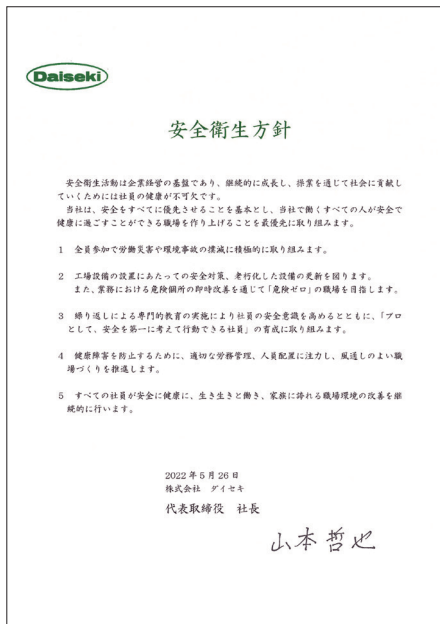 Daiseki
安全衛生方針
安全衛生活動は企業経営の基盤であり、継続的に成長し、操業を通じて社会に貢献し
ていくためには社員の健康が不可欠です。
当社は、安全をすべてに優先させることを基本とし、当社で働くすべての人が安全で
健康に過ごすことができる職場を作り上げることを最優先に取り組みます。
1 全員参加で労働災害や環境事故の撲滅に積極的に取り組みます。
2 工場設備の設置にあたっての安全対策、老朽化した設備の更新を図ります。
また、業務における危険個所の即時改善を通じて「危険ゼロ」の職場を目指します。
3 繰り返しによる専門的教育の実施により社員の安全意識を高めるとともに、「プロ
として、安全を第一に考えて行動できる社員」の育成に取り組みます。
4 健康障害を防止するために、適切な労務管理、人員配置に注力し、風通しのよい職
場づくりを推進します。
5 すべての社員が安全に健康に、生き生きと働き、家族に誇れる職場環境の改善を継
続的に行います。
2022年5月26日
株式会社 ダイセキ
代表取締役 社長
山本哲也